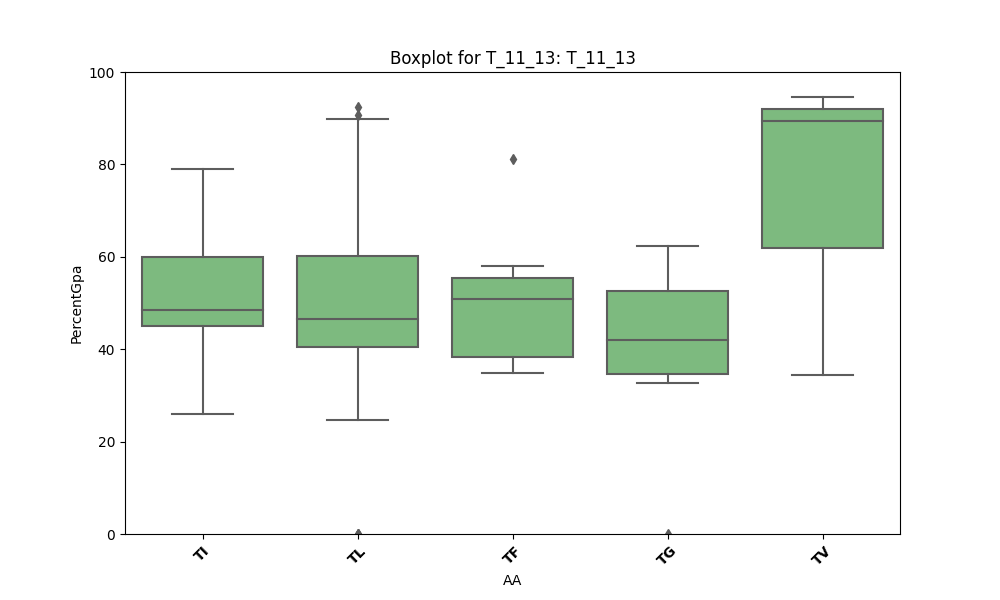 Boxplot for T_11_13: T_11_13
100
80
60
40
20
0
PercentGpa
TI
TL
TF
TG
TV
AA